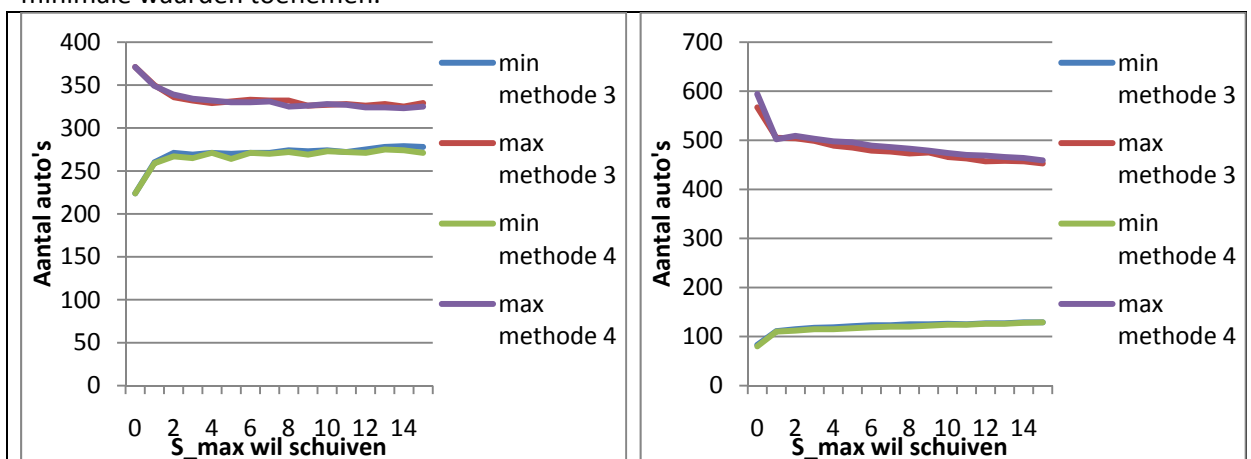 minimale waarden toenemen.
400
350
300
250
200
150
100
50
0
Aantal auto's
0 2 4 6 8 10 12 14
S_max wil schuiven
min
methode 3
max
methode 3
min
methode 4
max
methode 4
700
600
500
400
300
200
100
0
Aantal auto's
0 2 4 6 8 10 12 14
S_max wil schuiven
min
methode 3
max
methode 3
min
methode 4
max
methode 4